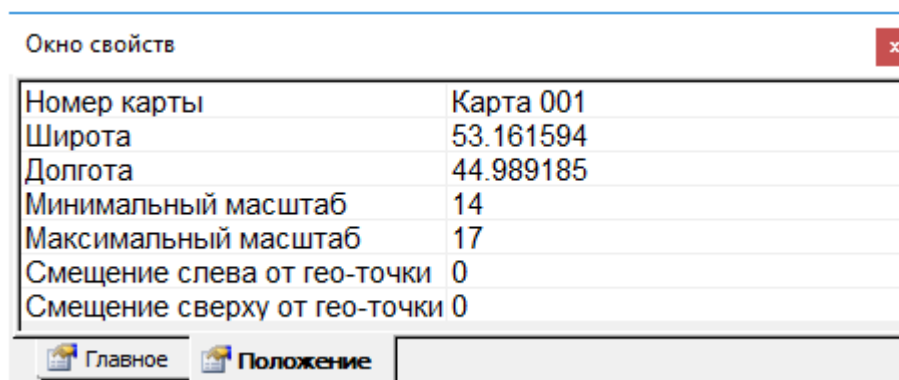 Окно свойств
Номер карты Карта 001
Широта 53.161594
Долгота 44.989185
Минимальный масштаб 14
Максимальный масштаб 17
Смещение слева от гео-точки 0
Смещение сверху от гео-точки 0
Главное Положение